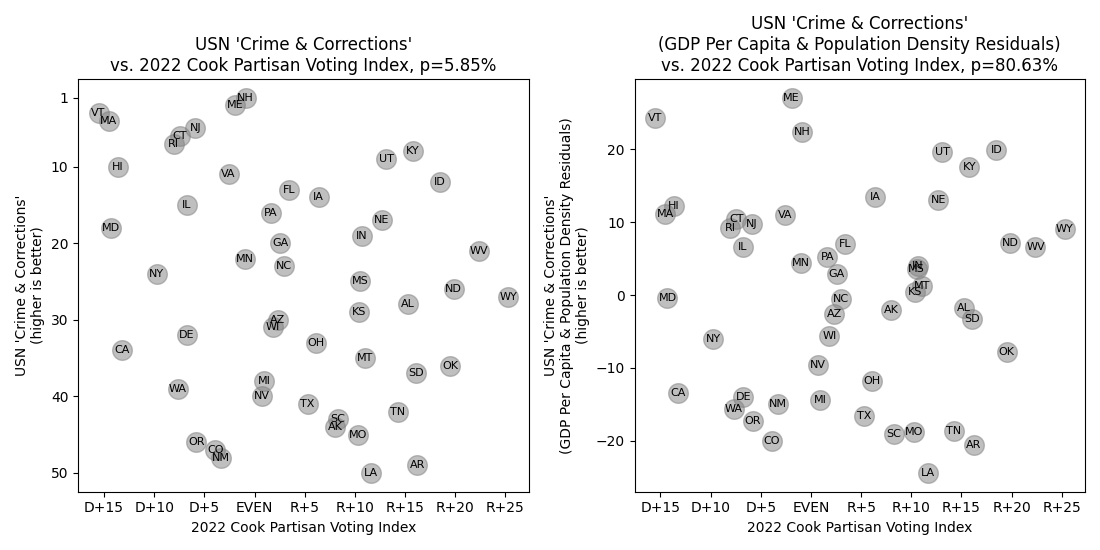 USN 'Crime & Corrections'
vs. 2022 Cook Partisan Voting Index, p=5.85%
USN 'Crime & Corrections'
(higher is better)
1
10
20
30
40
50
NH
ME
VT
MA
NJ
CT
RI
KY
UT
HI
VA
ID
FL
IA
IL
PA
NE
MD
IN
GA
WV
MN
NC
NY
MS
ND
WY
AL
KS
AZ
WI
DE
OH
CA
MT
OK
SD
MI
WA
NV
TX
TN
SC
AK
MO
OR
CO
NM
AR
LA
D+15
D+10
D+5
EVEN
R+5
R+10
R+15
R+20
R+25
2022 Cook Partisan Voting Index
USN 'Crime & Corrections'
(GDP Per Capita & Population Density Residuals)
vs. 2022 Cook Partisan Voting Index, p=80.63%
USN 'Crime & Corrections'
(GDP Per Capita & Population Density Residuals)
(higher is better)
20
10
0
−10
−20
ME
VT
NH
ID
UT
KY
IA
NE
HI
MA
VA
CT
NJ
RI
WY
FL
ND
IL
WV
PA
MN
IN
MS
GA
MT
KS
MD
NC
AL
AK
AZ
SD
WI
NY
OK
NV
OH
CA
DE
MI
NM
WA
TX
OR
TN
MO
SC
CO
AR
LA
D+15
D+10
D+5
EVEN
R+5
R+10
R+15
R+20
R+25
2022 Cook Partisan Voting Index